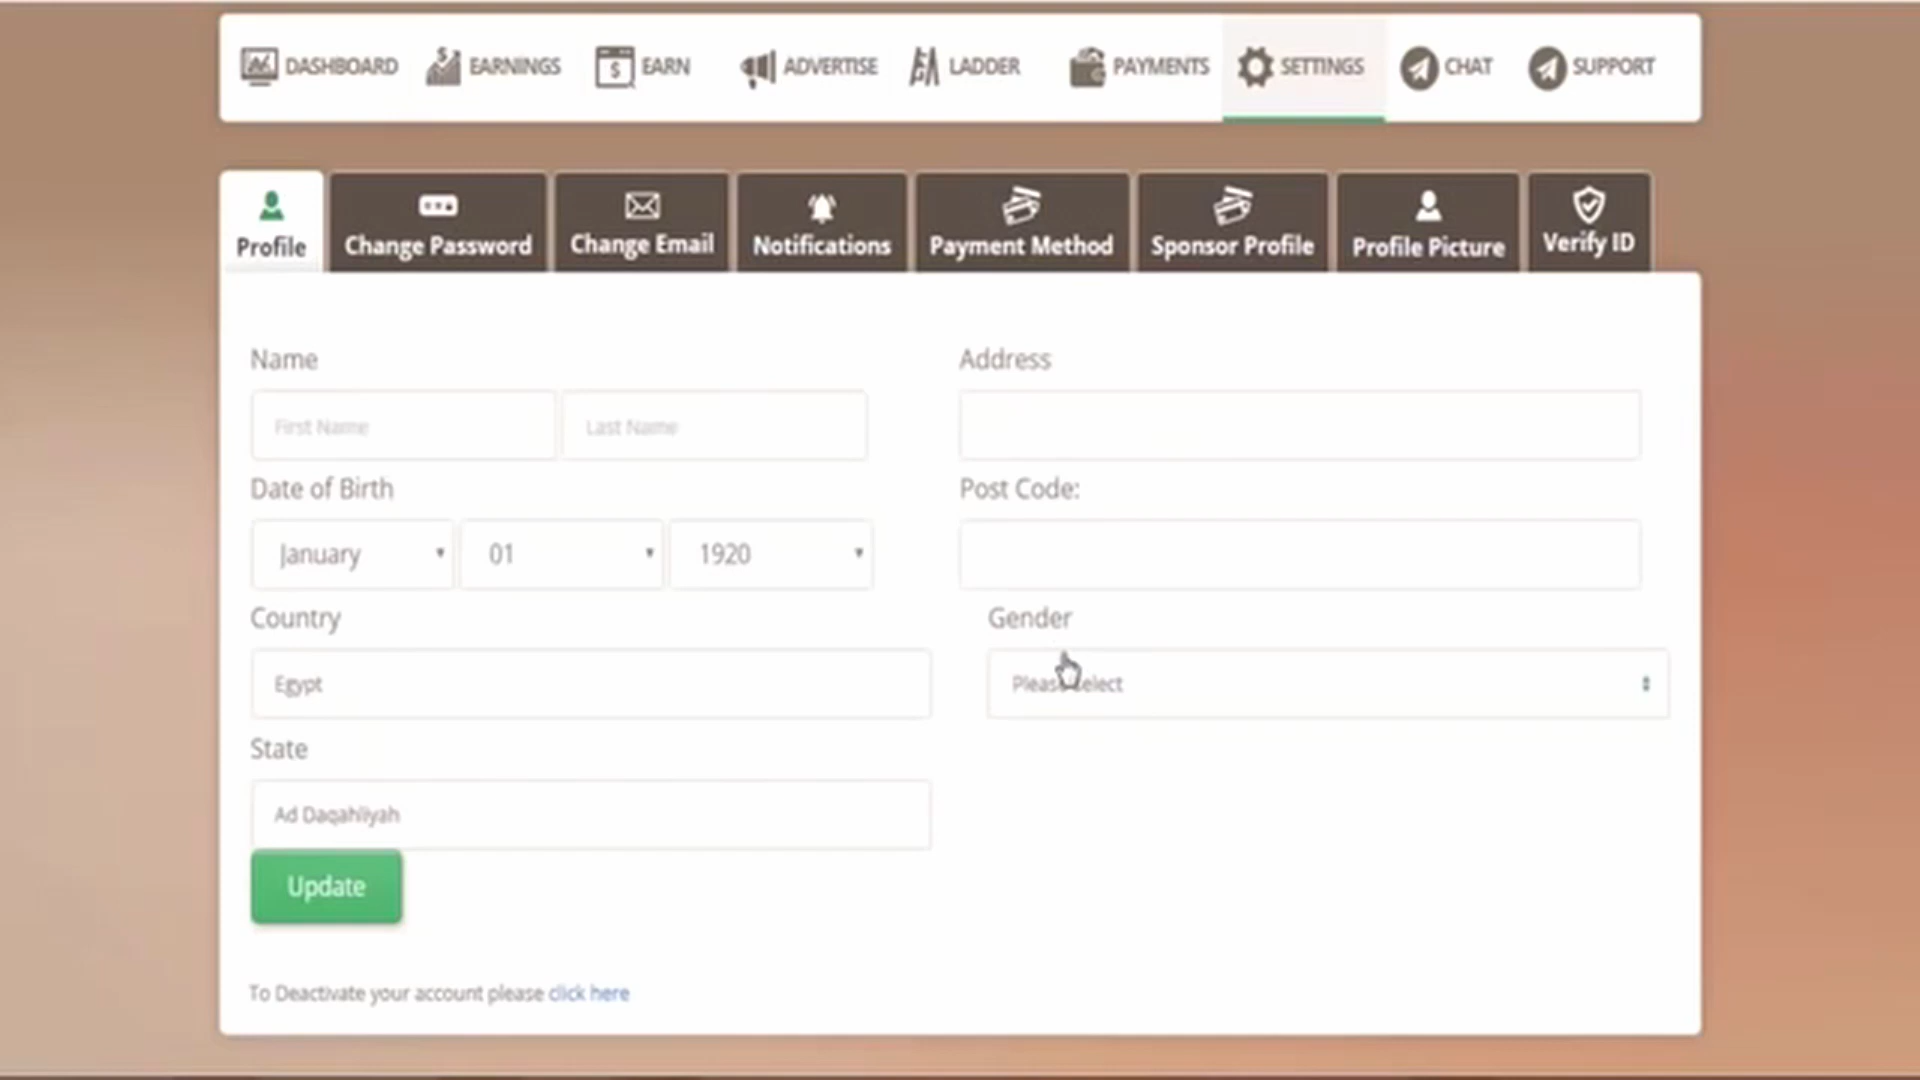 DASHBOARD EARNINGS EARN ADVERTISE LADDER PAYMENTS SETTINGS CHAT SUPPORT
Profile Change Password Change Email Notifications Payment Method Sponsor Profile Profile Picture Verify ID
Name Address
First Name Last Name
Date of Birth Post Code:
January 01 1920
Country Gender
Egypt Please select
State
Ad Daqahliyah
Update
To Deactivate your account please click here